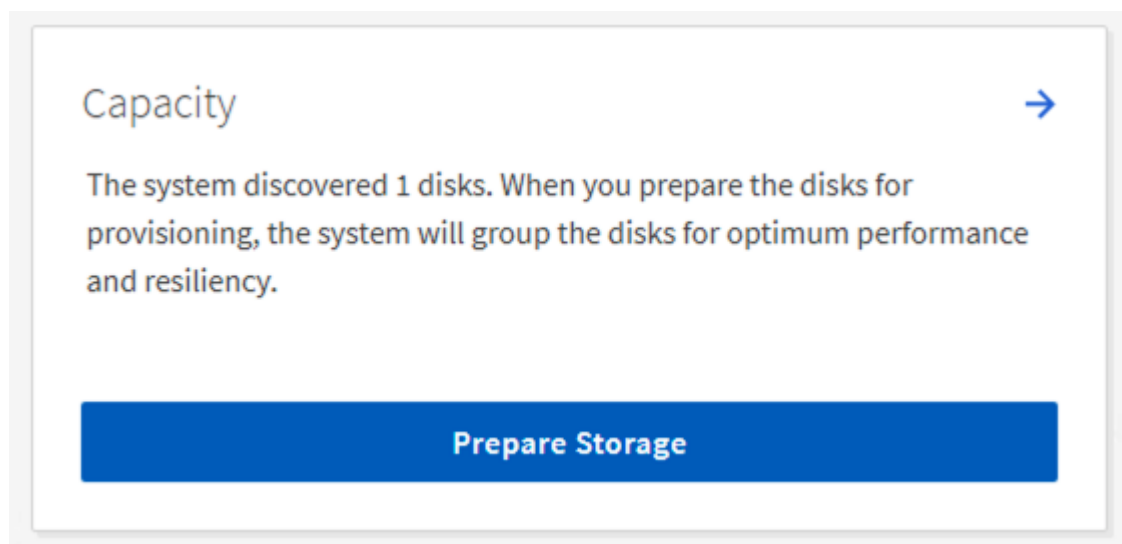 Capacity
The system discovered 1 disks. When you prepare the disks for
provisioning, the system will group the disks for optimum performance
and resiliency.
Prepare Storage